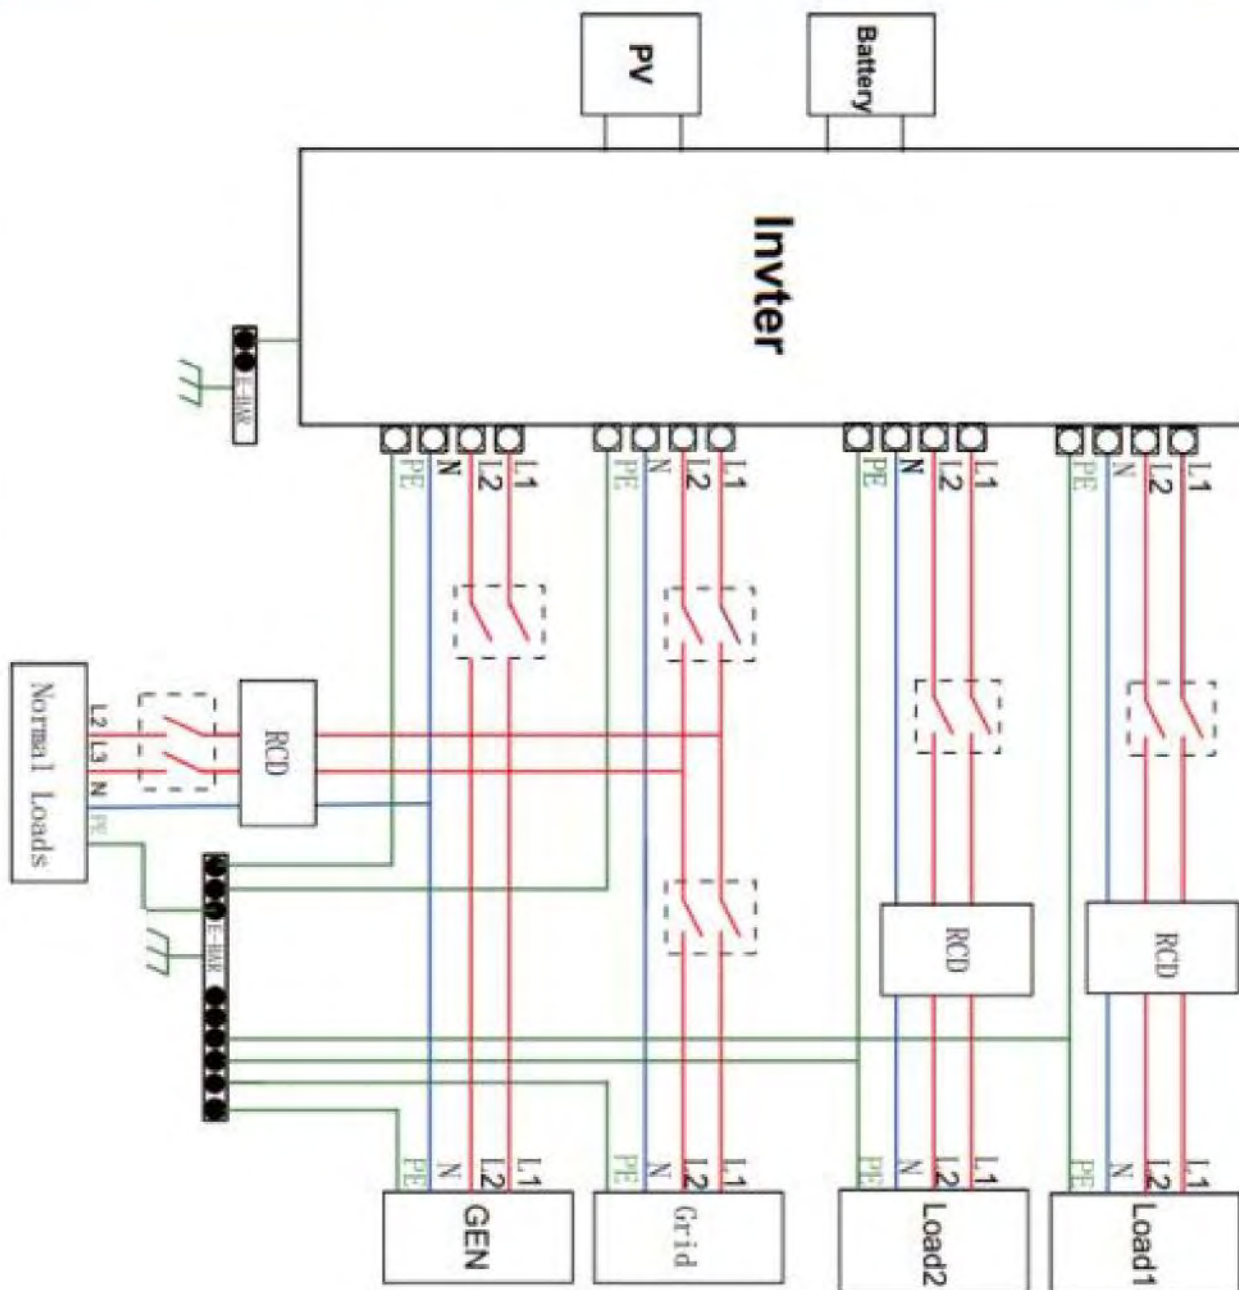 PV
Battery
Invter
E-BAR
PE
N
L2
L1
PE
N
L2
L1
PE
N
L2
L1
PE
N
L2
L1
Normal Loads
L2
L3
N
PE
RCD
E-BAR
RCD
RCD
PE
N
L2
L1
PE
N
L2
L1
PE
N
L2
L1
PE
N
L2
L1
GEN
Grid
Load2
Load1